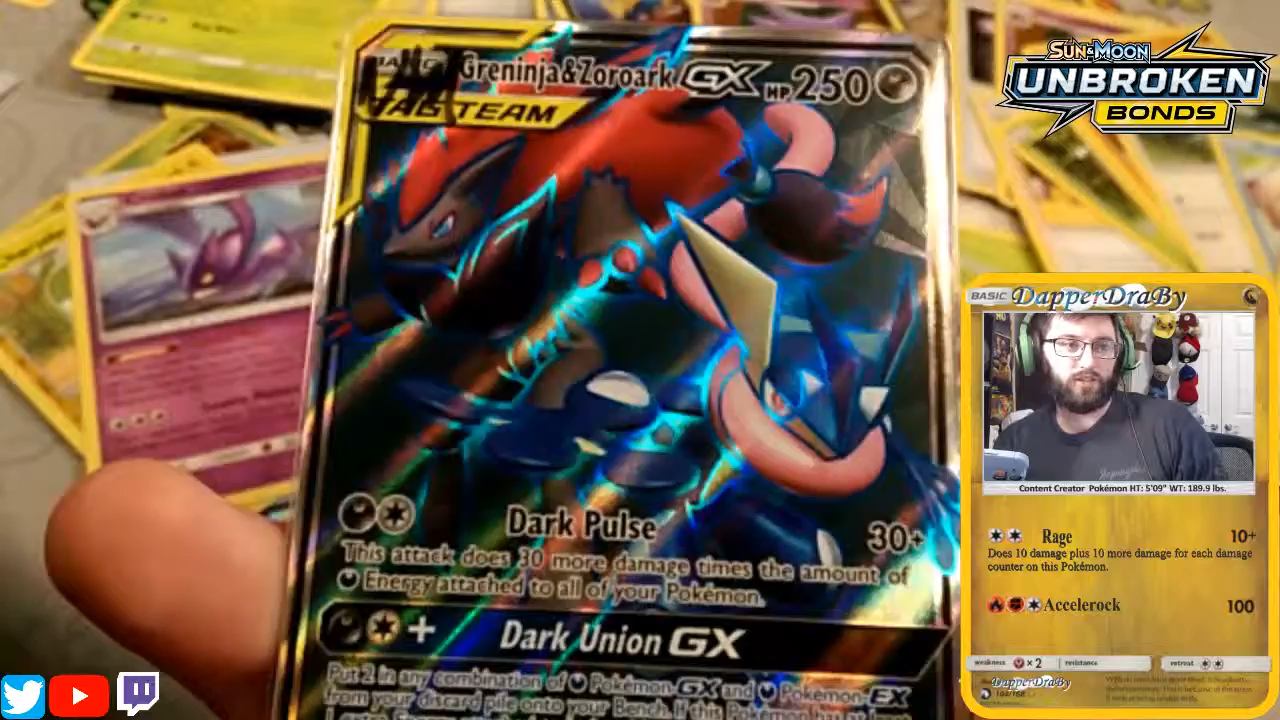 BASIC
Greninja&Zoroark GX HP 250
TAG TEAM
Dark Pulse 30+
This attack does 30 more damage times the amount of
Energy attached to all of your Pokémon.
+ Dark Union GX
Put 2 in any combination of Pokémon-GX and Pokémon-EX
from your discard pile onto your Bench. If this Pokémon has at least
SUN & MOON
UNBROKEN
BONDS
BASIC DapperDraBy
Content Creator Pokémon HT: 5'09" WT: 189.9 lbs.
Rage 10+
Does 10 damage plus 10 more damage for each damage
counter on this Pokémon.
Accelerock 100
weakness × 2 resistance retreat
DapperDraBy